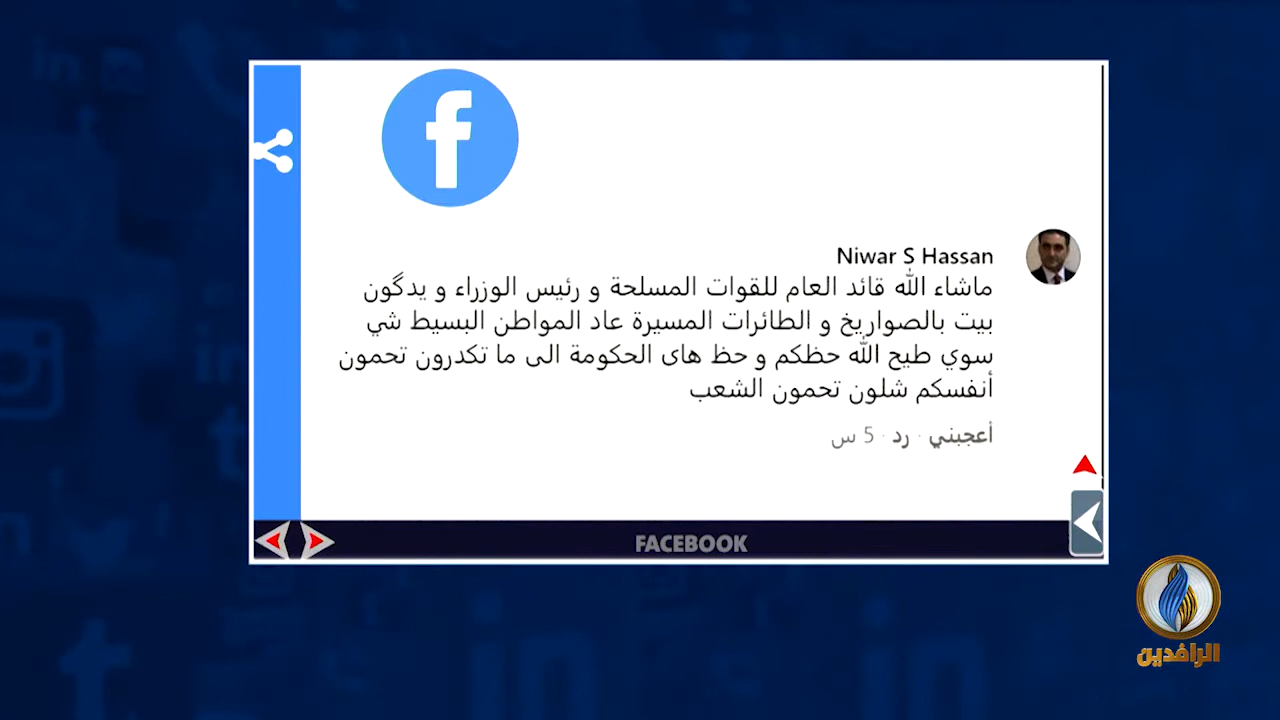 Niwar S Hassan
ماشاء الله قائد العام للقوات المسلحة و رئيس الوزراء و يدگون
بيت بالصواريخ و الطائرات المسيرة عاد المواطن البسيط شي
سوي طيح الله حظكم و حظ هاى الحكومة الى ما تكدرون تحمون
أنفسكم شلون تحمون الشعب
أعجبني · رد · 5 س
FACEBOOK
الرافدين